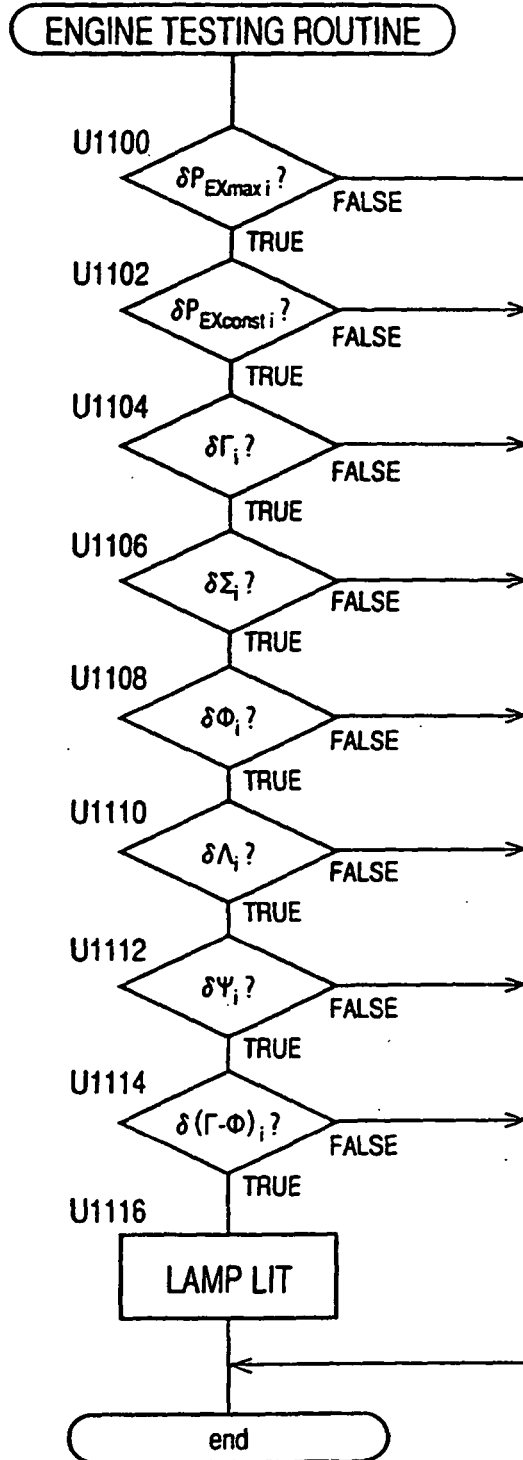 ENGINE TESTING ROUTINE
U1100
δP_EXmax i ?
FALSE
TRUE
U1102
δP_EXconst i ?
FALSE
TRUE
U1104
δΓ_i ?
FALSE
TRUE
U1106
δΣ_i ?
FALSE
TRUE
U1108
δΦ_i ?
FALSE
TRUE
U1110
δΛ_i ?
FALSE
TRUE
U1112
δΨ_i ?
FALSE
TRUE
U1114
δ(Γ-Φ)_i ?
FALSE
TRUE
U1116
LAMP LIT
end